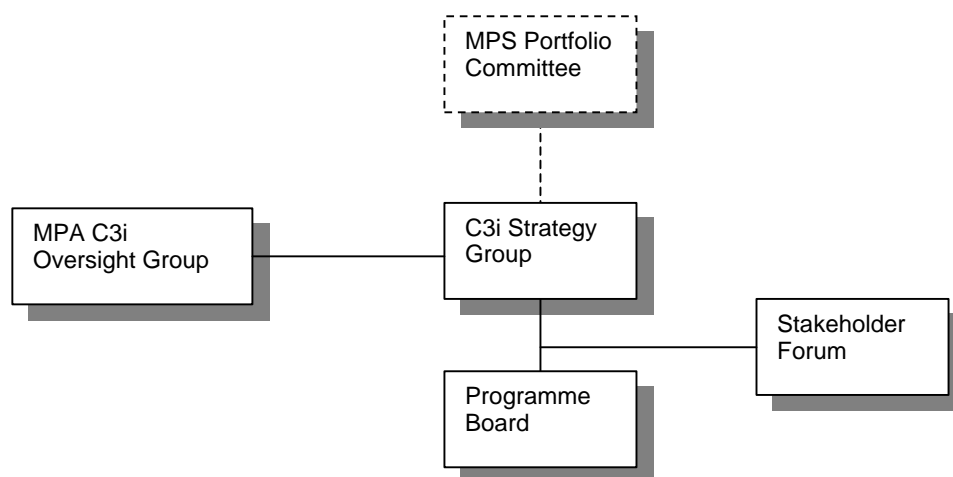 MPS Portfolio
Committee
MPA C3i
Oversight Group
C3i Strategy
Group
Stakeholder
Forum
Programme
Board